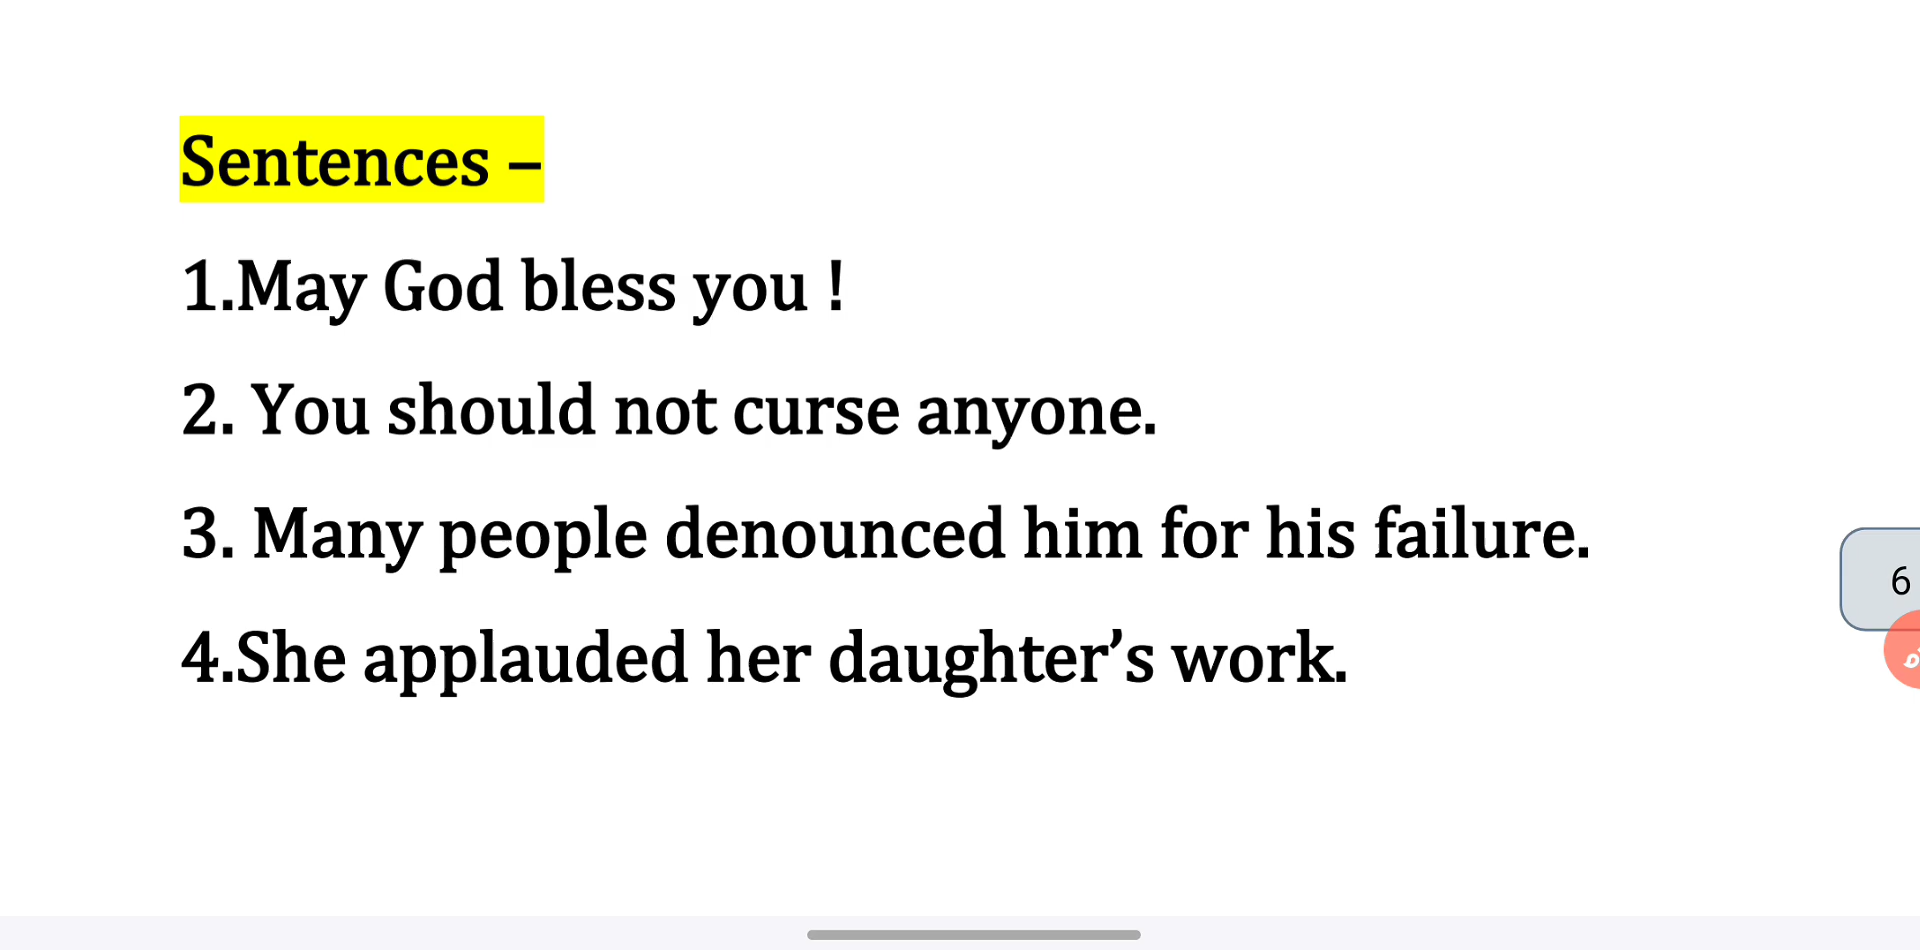 Sentences –
1.May God bless you !
2. You should not curse anyone.
3. Many people denounced him for his failure.
4.She applauded her daughter’s work.
6